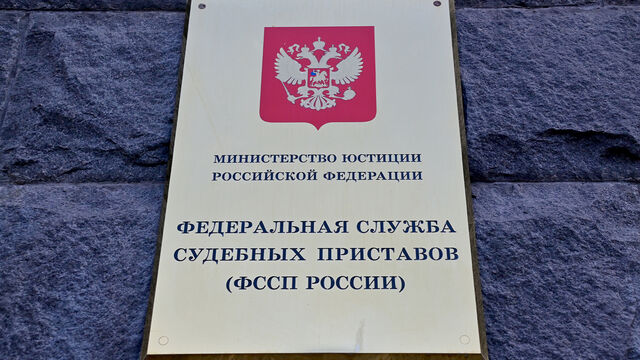 МИНИСТЕРСТВО ЮСТИЦИИ
РОССИЙСКОЙ ФЕДЕРАЦИИ
ФЕДЕРАЛЬНАЯ СЛУЖБА
СУДЕБНЫХ ПРИСТАВОВ
(ФССП РОССИИ)